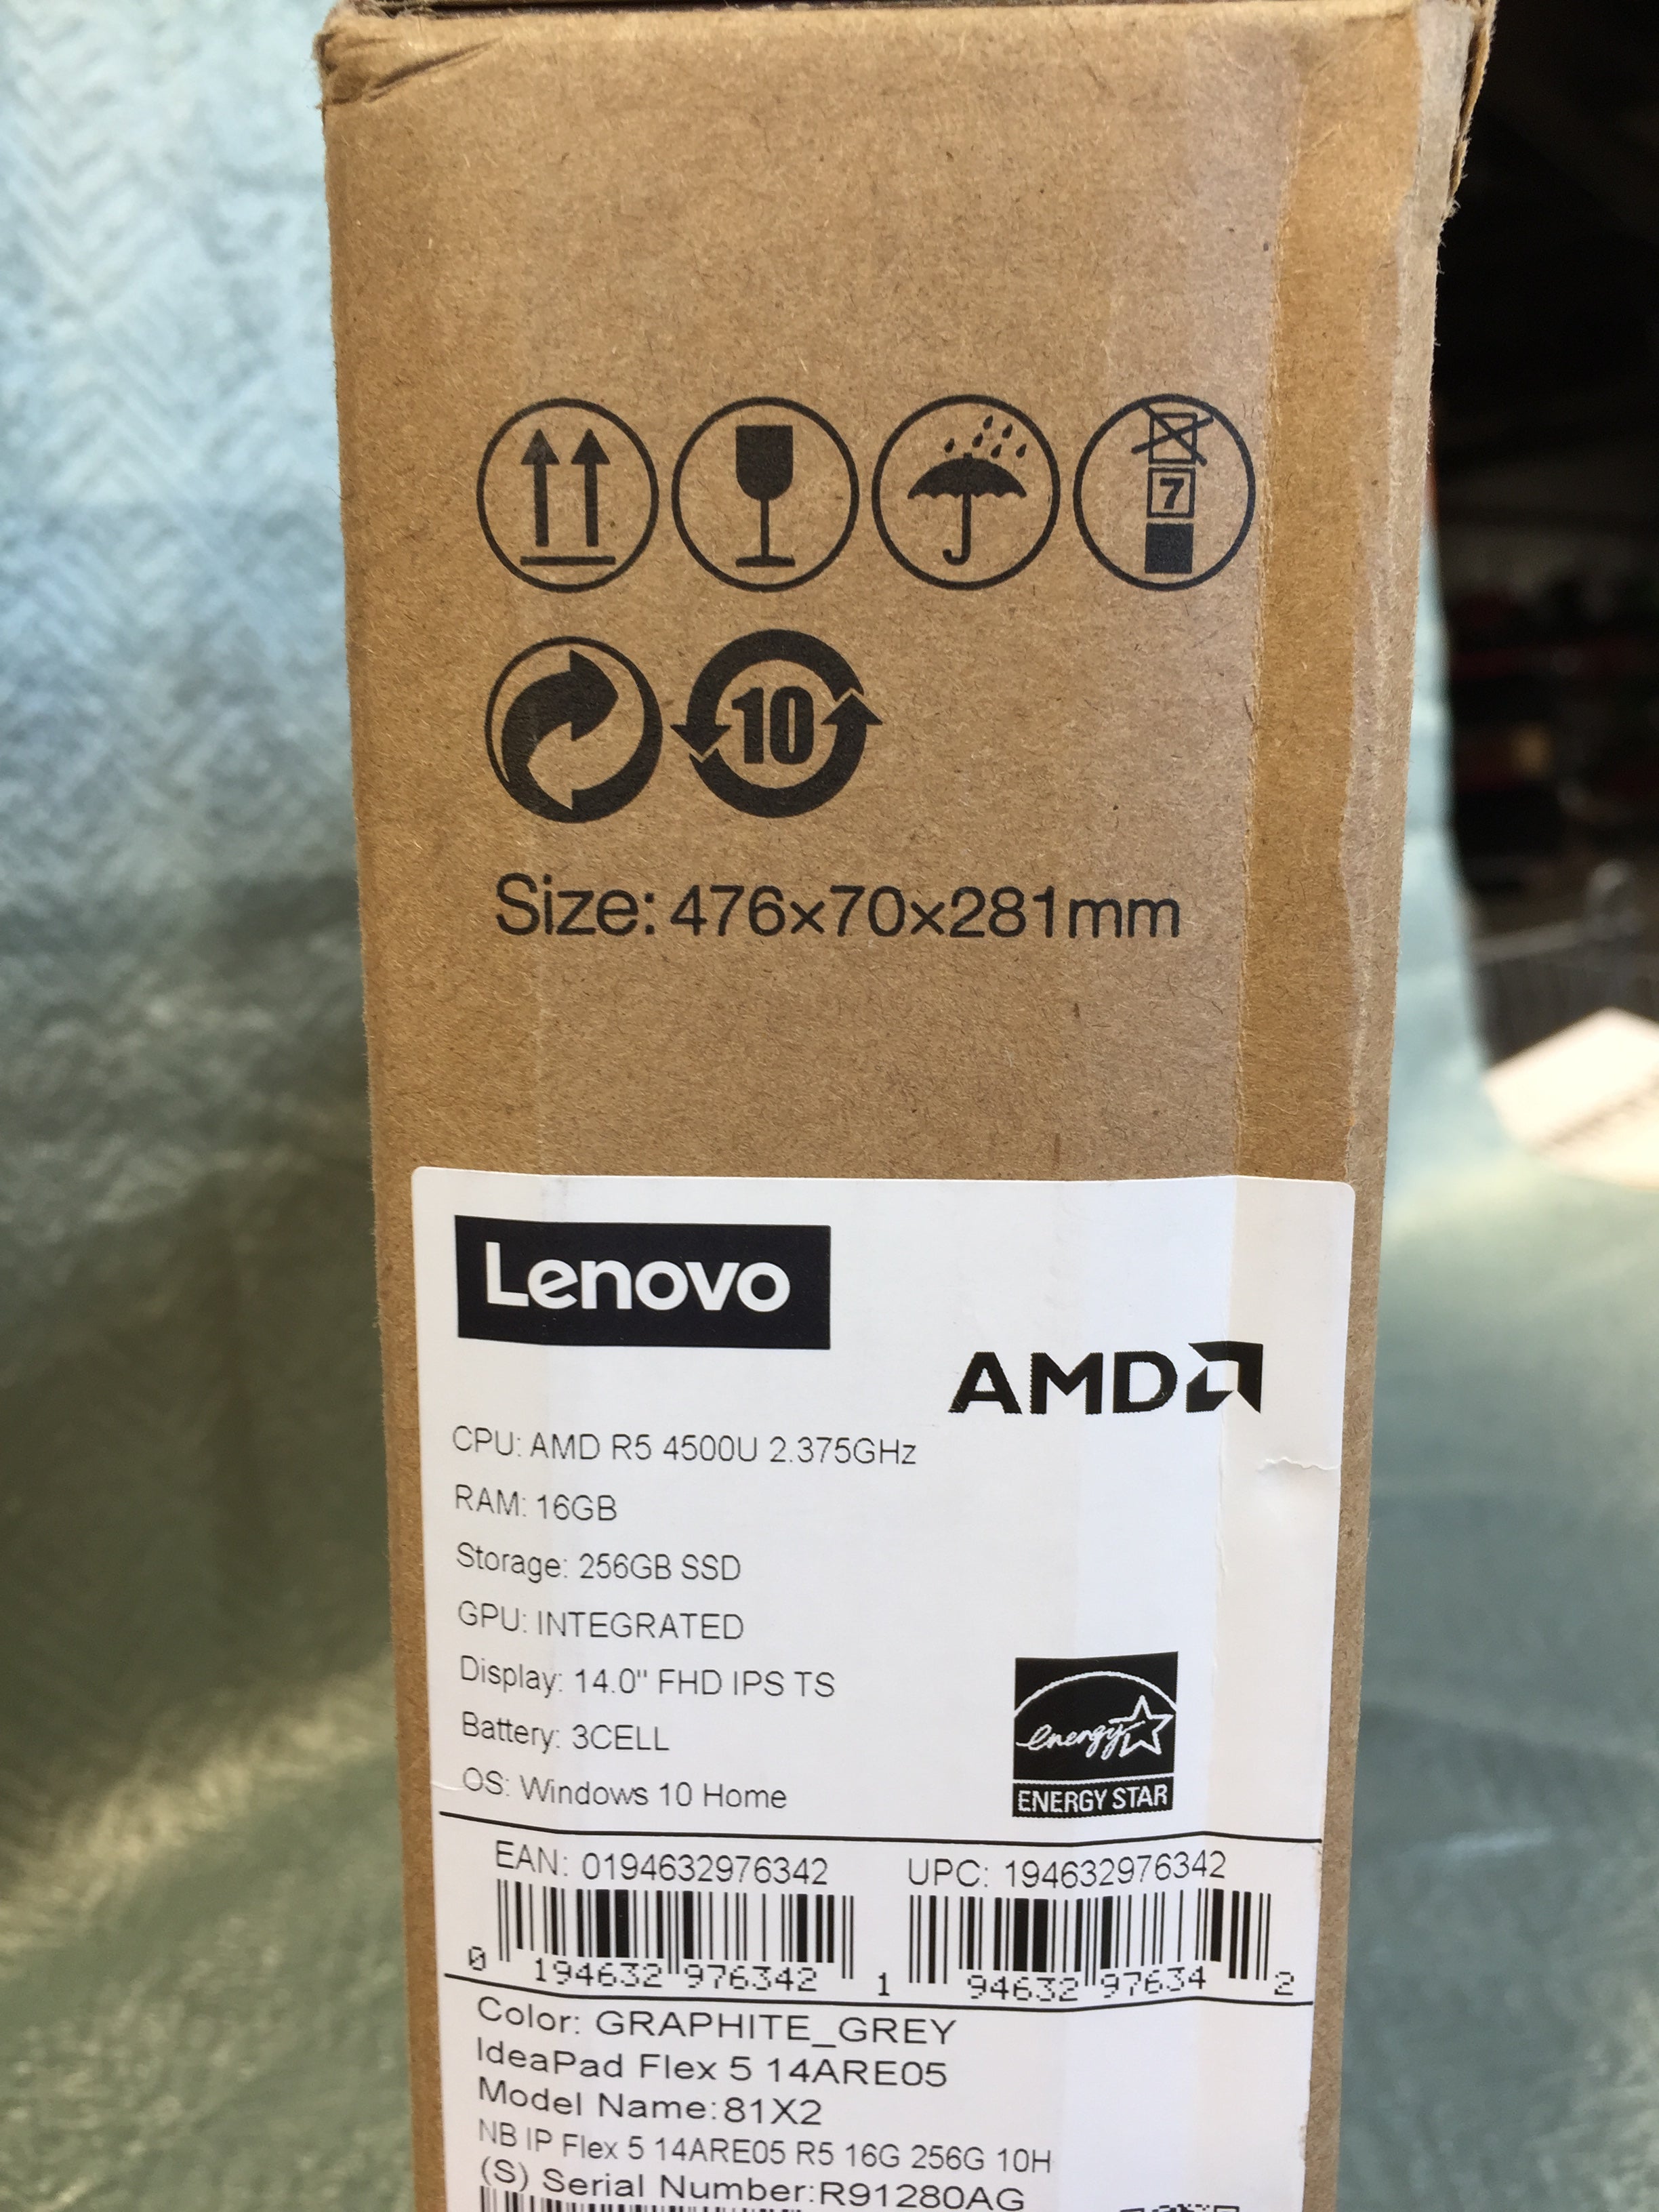 7
10
Size: 476×70×281mm
Lenovo
AMD
CPU: AMD R5 4500U 2.375GHz
RAM: 16GB
Storage: 256GB SSD
GPU: INTEGRATED
Display: 14.0" FHD IPS TS
Battery: 3CELL
OS: Windows 10 Home
energy
ENERGY STAR
EAN: 0194632976342 UPC: 194632976342
0 194632 976342 1 94632 97634 2
Color: GRAPHITE_GREY
IdeaPad Flex 5 14ARE05
Model Name:81X2
NB IP Flex 5 14ARE05 R5 16G 256G 10H
(S) Serial Number:R91280AG